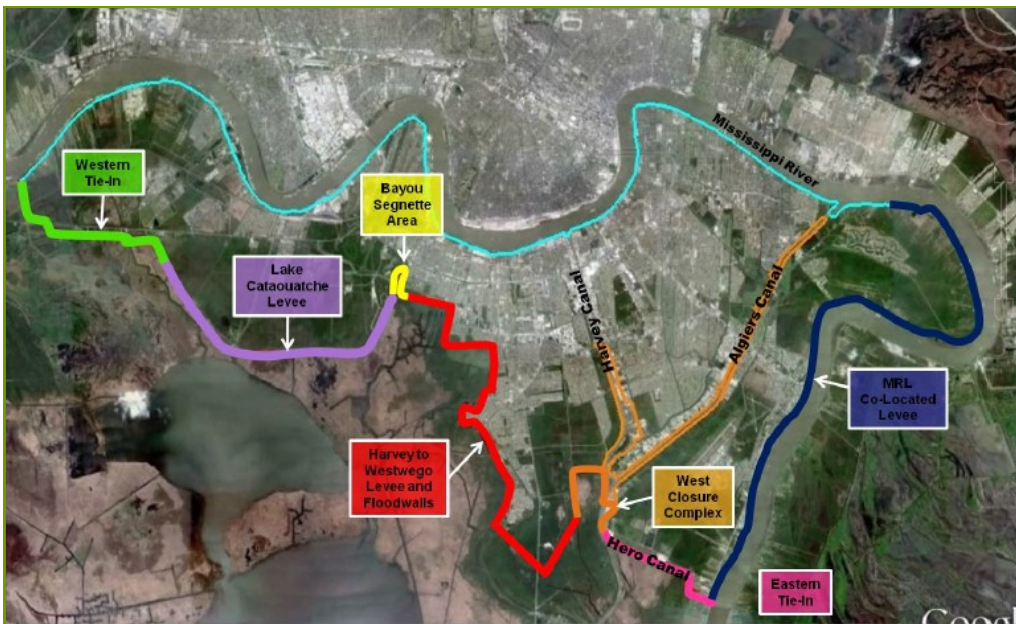 Western
Tie-In
Bayou
Segnette
Area
Lake
Cataouatche
Levee
Mississippi River
Harvey Canal
Algiers Canal
MRL
Co-Located
Levee
Harvey to
Westwego
Levee and
Floodwalls
West
Closure
Complex
Hero Canal
Eastern
Tie-In